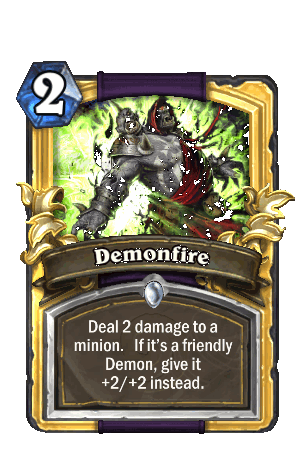 2
Demonfire
Deal 2 damage to a
minion. If it's a friendly
Demon, give it
+2/+2 instead.